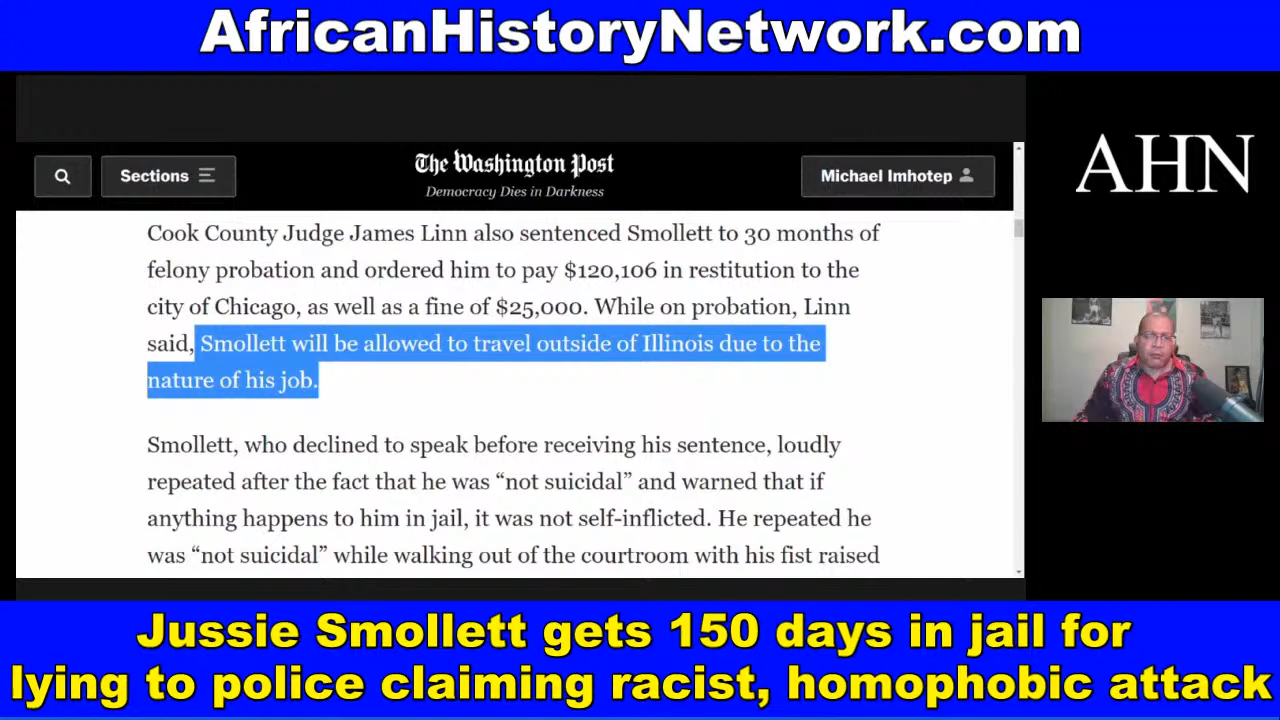 AfricanHistoryNetwork.com
AHN
Sections
The Washington Post
Democracy Dies in Darkness
Michael Imhotep
Cook County Judge James Linn also sentenced Smollett to 30 months of
felony probation and ordered him to pay $120,106 in restitution to the
city of Chicago, as well as a fine of $25,000. While on probation, Linn
said, Smollett will be allowed to travel outside of Illinois due to the
nature of his job.
Smollett, who declined to speak before receiving his sentence, loudly
repeated after the fact that he was “not suicidal” and warned that if
anything happens to him in jail, it was not self-inflicted. He repeated he
was “not suicidal” while walking out of the courtroom with his fist raised
Jussie Smollett gets 150 days in jail for
lying to police claiming racist, homophobic attack